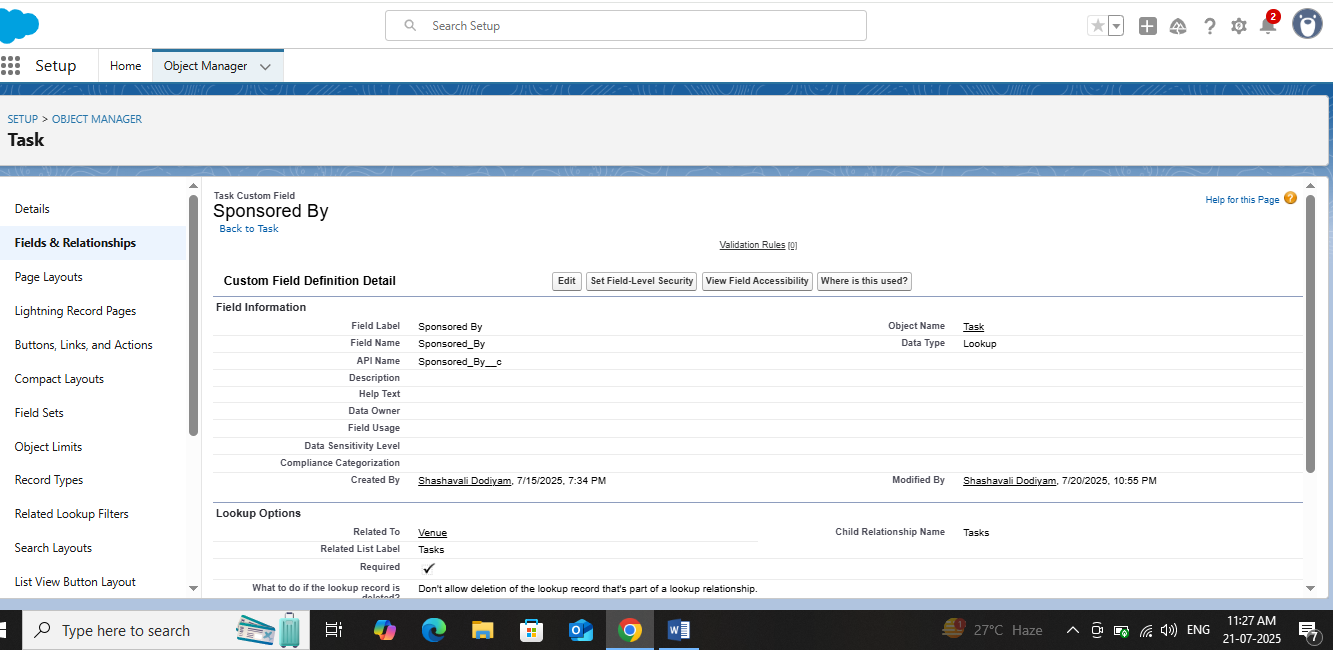 Search Setup
2
Setup
Home
Object Manager
SETUP > OBJECT MANAGER
Task
Details
Fields & Relationships
Page Layouts
Lightning Record Pages
Buttons, Links, and Actions
Compact Layouts
Field Sets
Object Limits
Record Types
Related Lookup Filters
Search Layouts
List View Button Layout
Task Custom Field
Sponsored By
Back to Task
Help for this Page ?
Validation Rules [0]
Custom Field Definition Detail
Edit
Set Field-Level Security
View Field Accessibility
Where is this used?
Field Information
Field Label Sponsored By
Object Name Task
Field Name Sponsored_By
Data Type Lookup
API Name Sponsored_By__c
Description
Help Text
Data Owner
Field Usage
Data Sensitivity Level
Compliance Categorization
Created By Shashavali Dodiyam, 7/15/2025, 7:34 PM
Modified By Shashavali Dodiyam, 7/20/2025, 10:55 PM
Lookup Options
Related To Venue
Child Relationship Name Tasks
Related List Label Tasks
Required ✓
What to do if the lookup record is Don't allow deletion of the lookup record that's part of a lookup relationship.
deleted?
Type here to search
1
27°C Haze
ENG
11:27 AM
21-07-2025
7